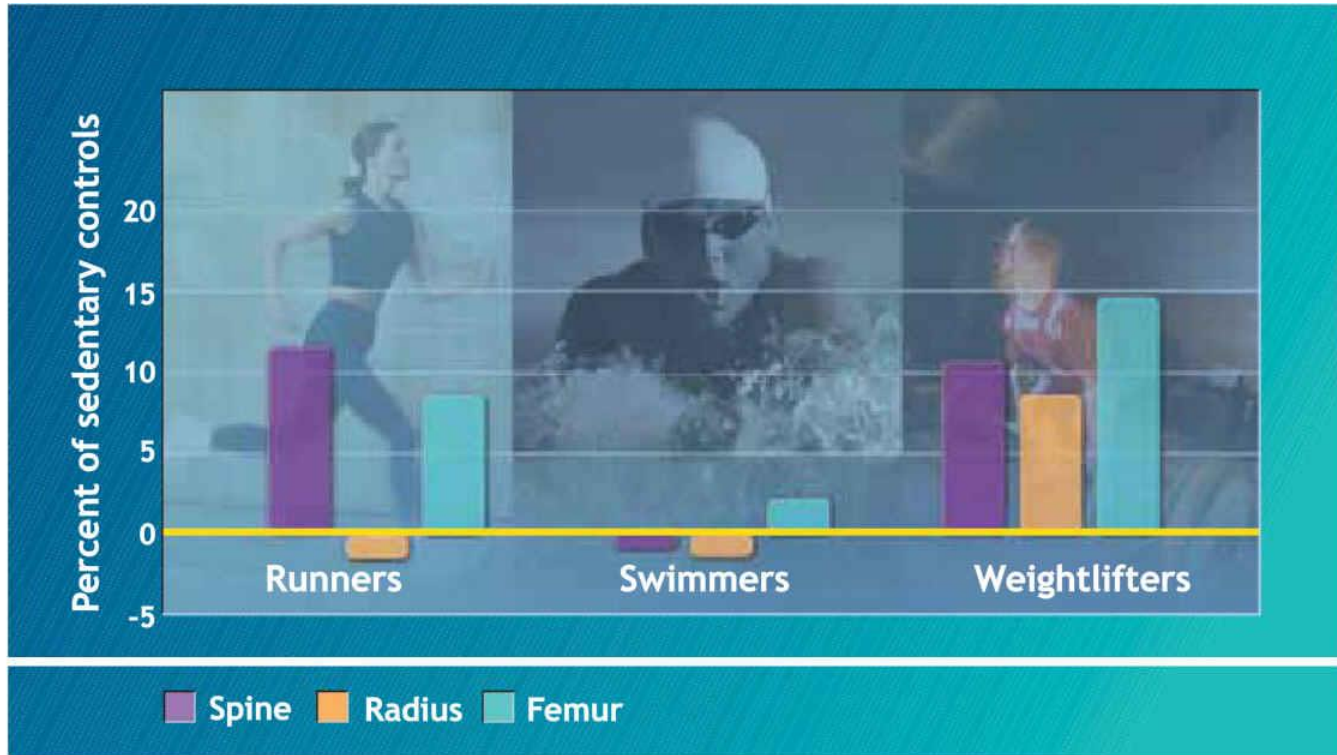 Percent of sedentary controls
20
15
10
5
0
-5
Runners
Swimmers
Weightlifters
Spine
Radius
Femur